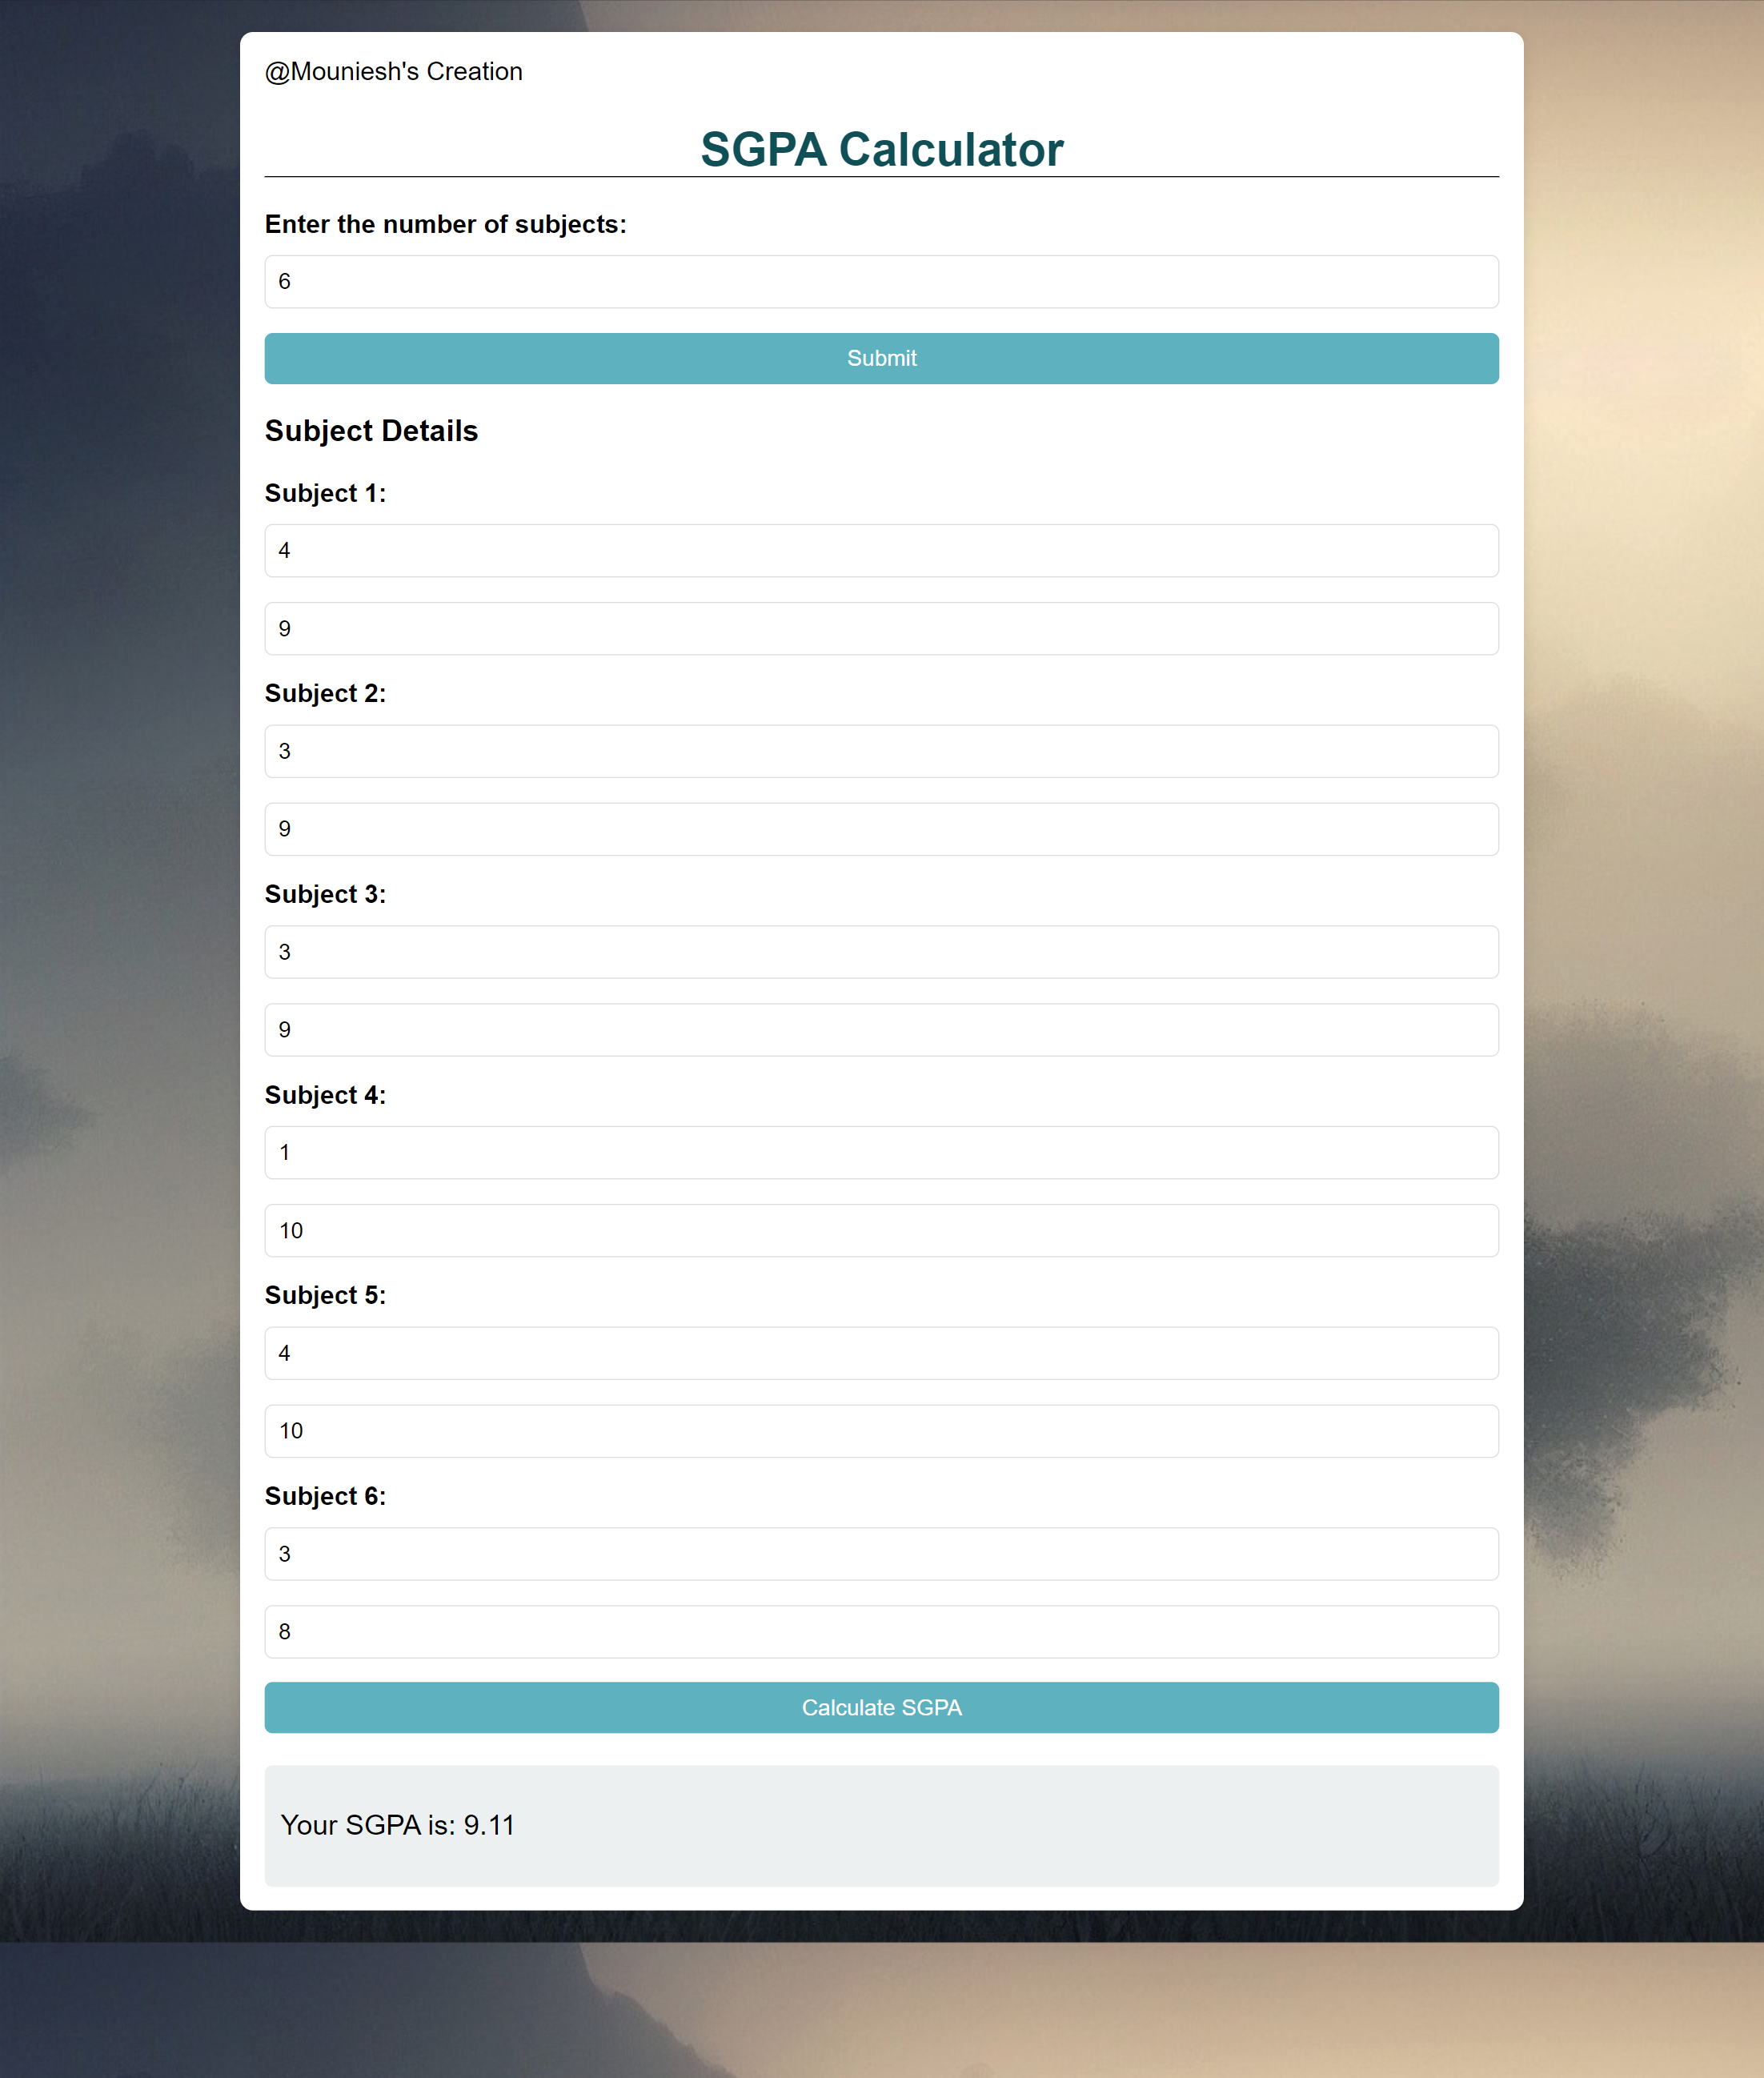 @Mouniesh's Creation
SGPA Calculator
Enter the number of subjects:
6
Submit
Subject Details
Subject 1:
4
9
Subject 2:
3
9
Subject 3:
3
9
Subject 4:
1
10
Subject 5:
4
10
Subject 6:
3
8
Calculate SGPA
Your SGPA is: 9.11